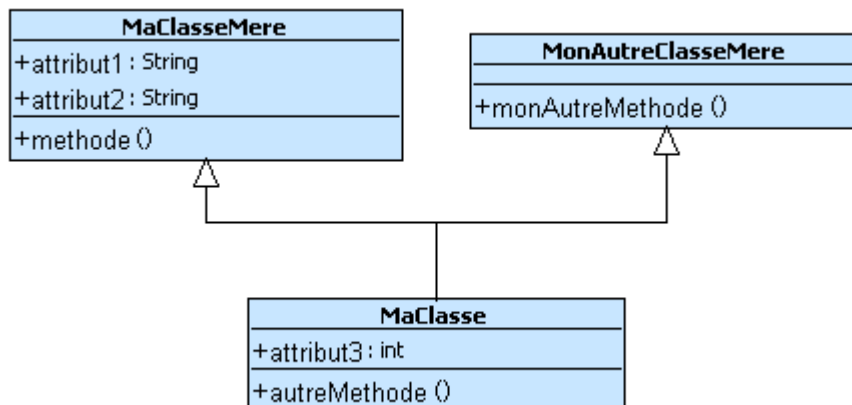 MaClasseMere
+attribut1 : String
+attribut2 : String
+methode ()
MonAutreClasseMere
+monAutreMethode ()
MaClasse
+attribut3 : int
+autreMethode ()